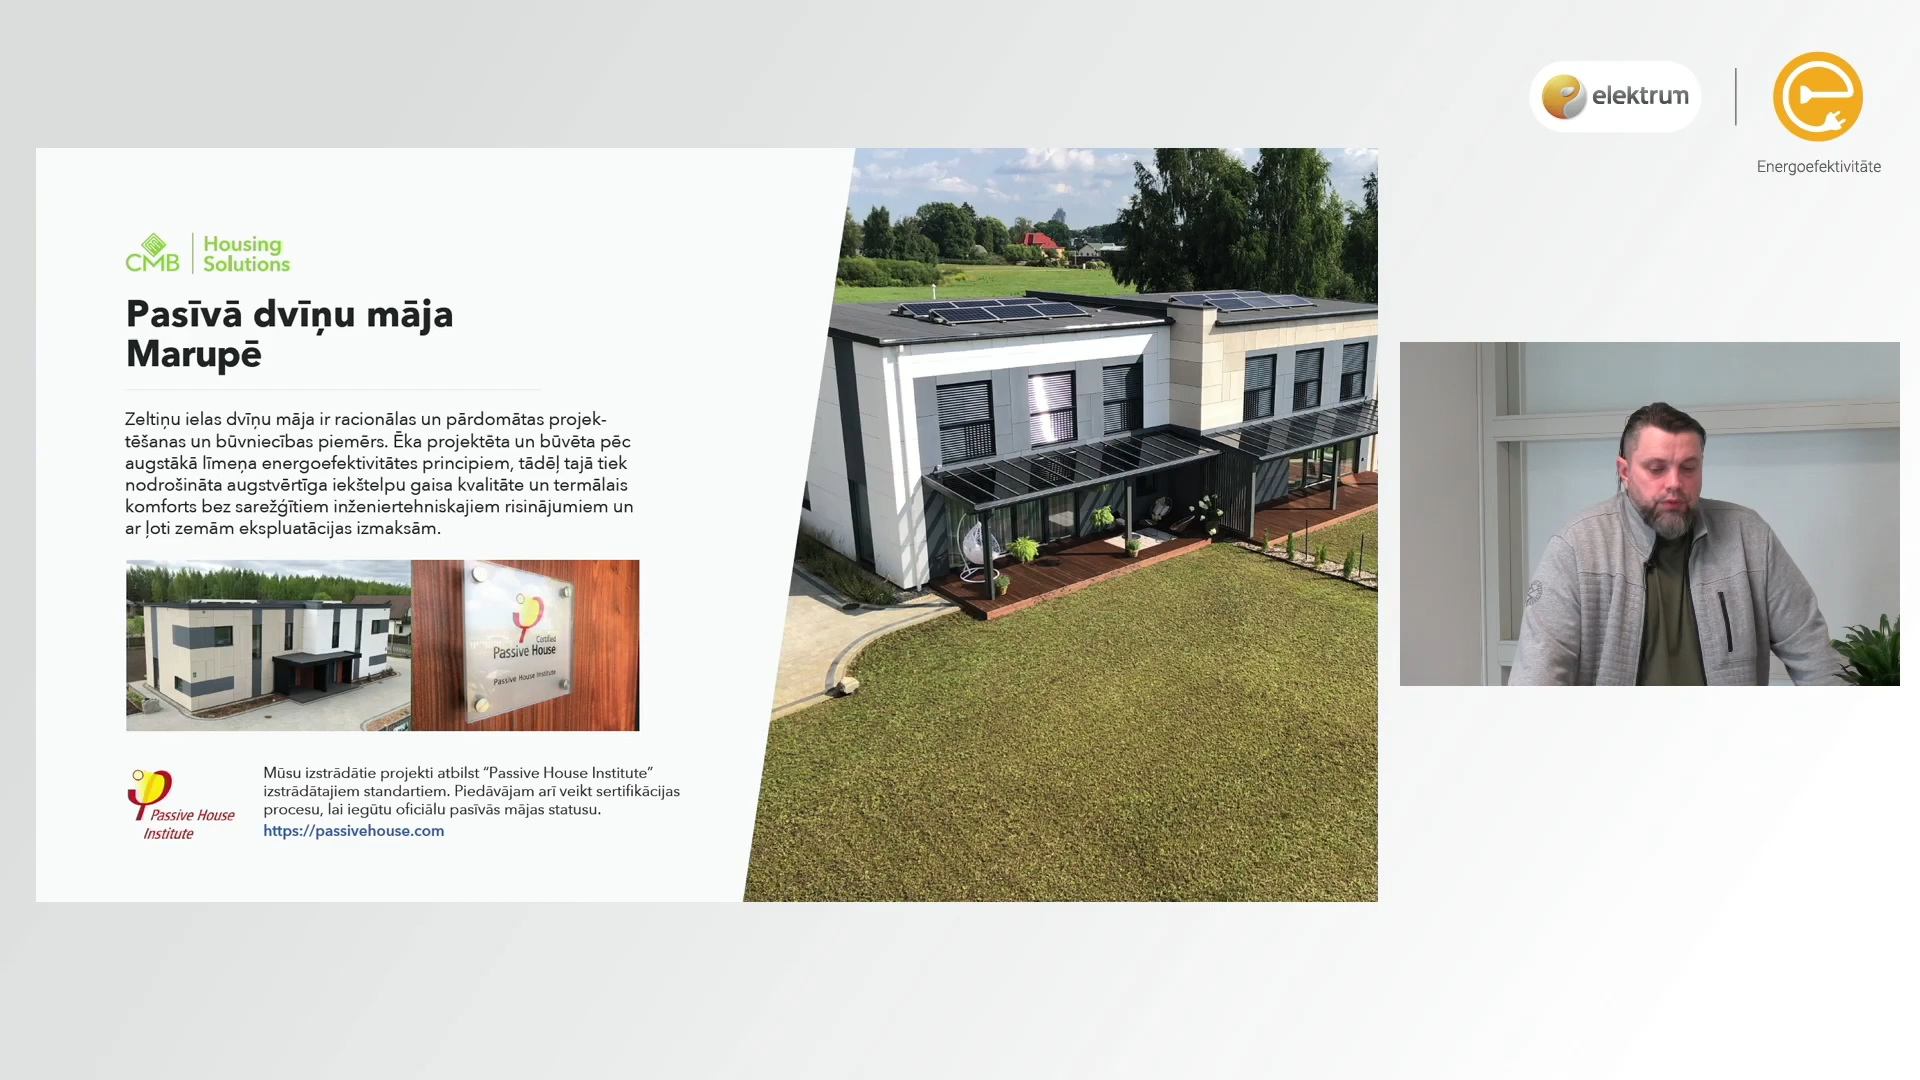 elektrum
Energoefektivitāte
CMB
Housing
Solutions
Pasīvā dvīņu māja
Marupē
Zeltiņu ielas dvīņu māja ir racionālas un pārdomātas projek-
tēšanas un būvniecības piemērs. Ēka projektēta un būvēta pēc
augstākā līmeņa energoefektivitātes principiem, tādēļ tajā tiek
nodrošināta augstvērtīga iekštelpu gaisa kvalitāte un termālais
komforts bez sarežģītiem inženiertehniskajiem risinājumiem un
ar ļoti zemām ekspluatācijas izmaksām.
Certified
Passive House
Passive House Institute
Passive House
Institute
Mūsu izstrādātie projekti atbilst “Passive House Institute”
izstrādātajiem standartiem. Piedāvājam arī veikt sertifikācijas
procesu, lai iegūtu oficiālu pasīvās mājas statusu.
https://passivehouse.com